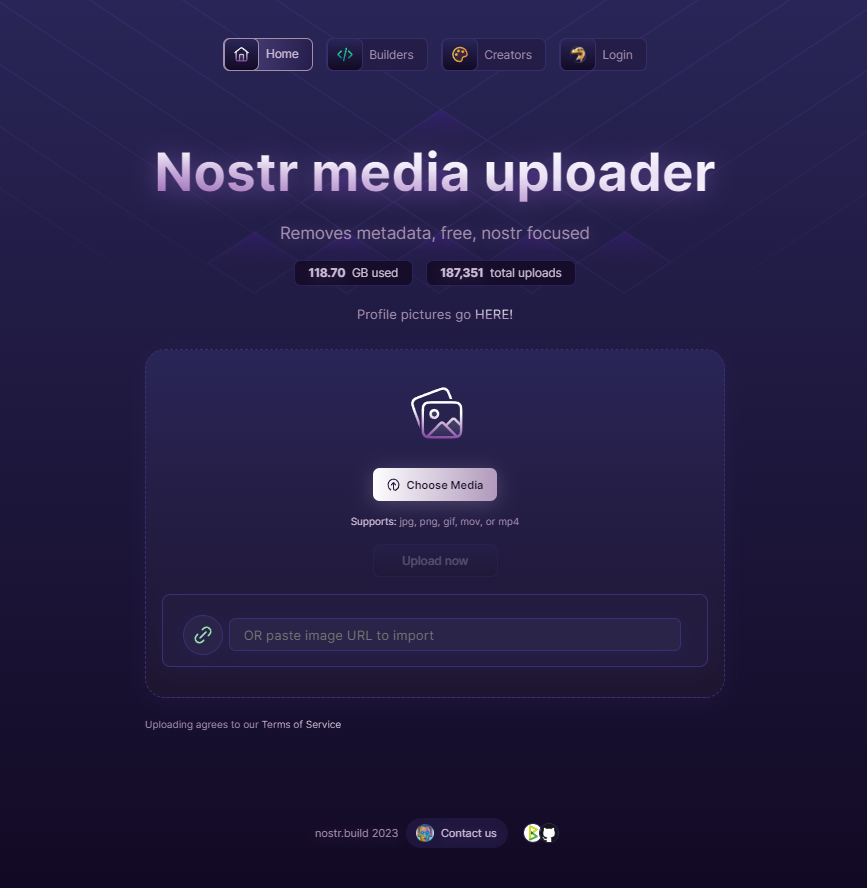 Home Builders Creators Login
Nostr media uploader
Removes metadata, free, nostr focused
118.70 GB used 187,351 total uploads
Profile pictures go HERE!
Choose Media
Supports: jpg, png, gif, mov, or mp4
Upload now
OR paste image URL to import
Uploading agrees to our Terms of Service
nostr.build 2023 Contact us